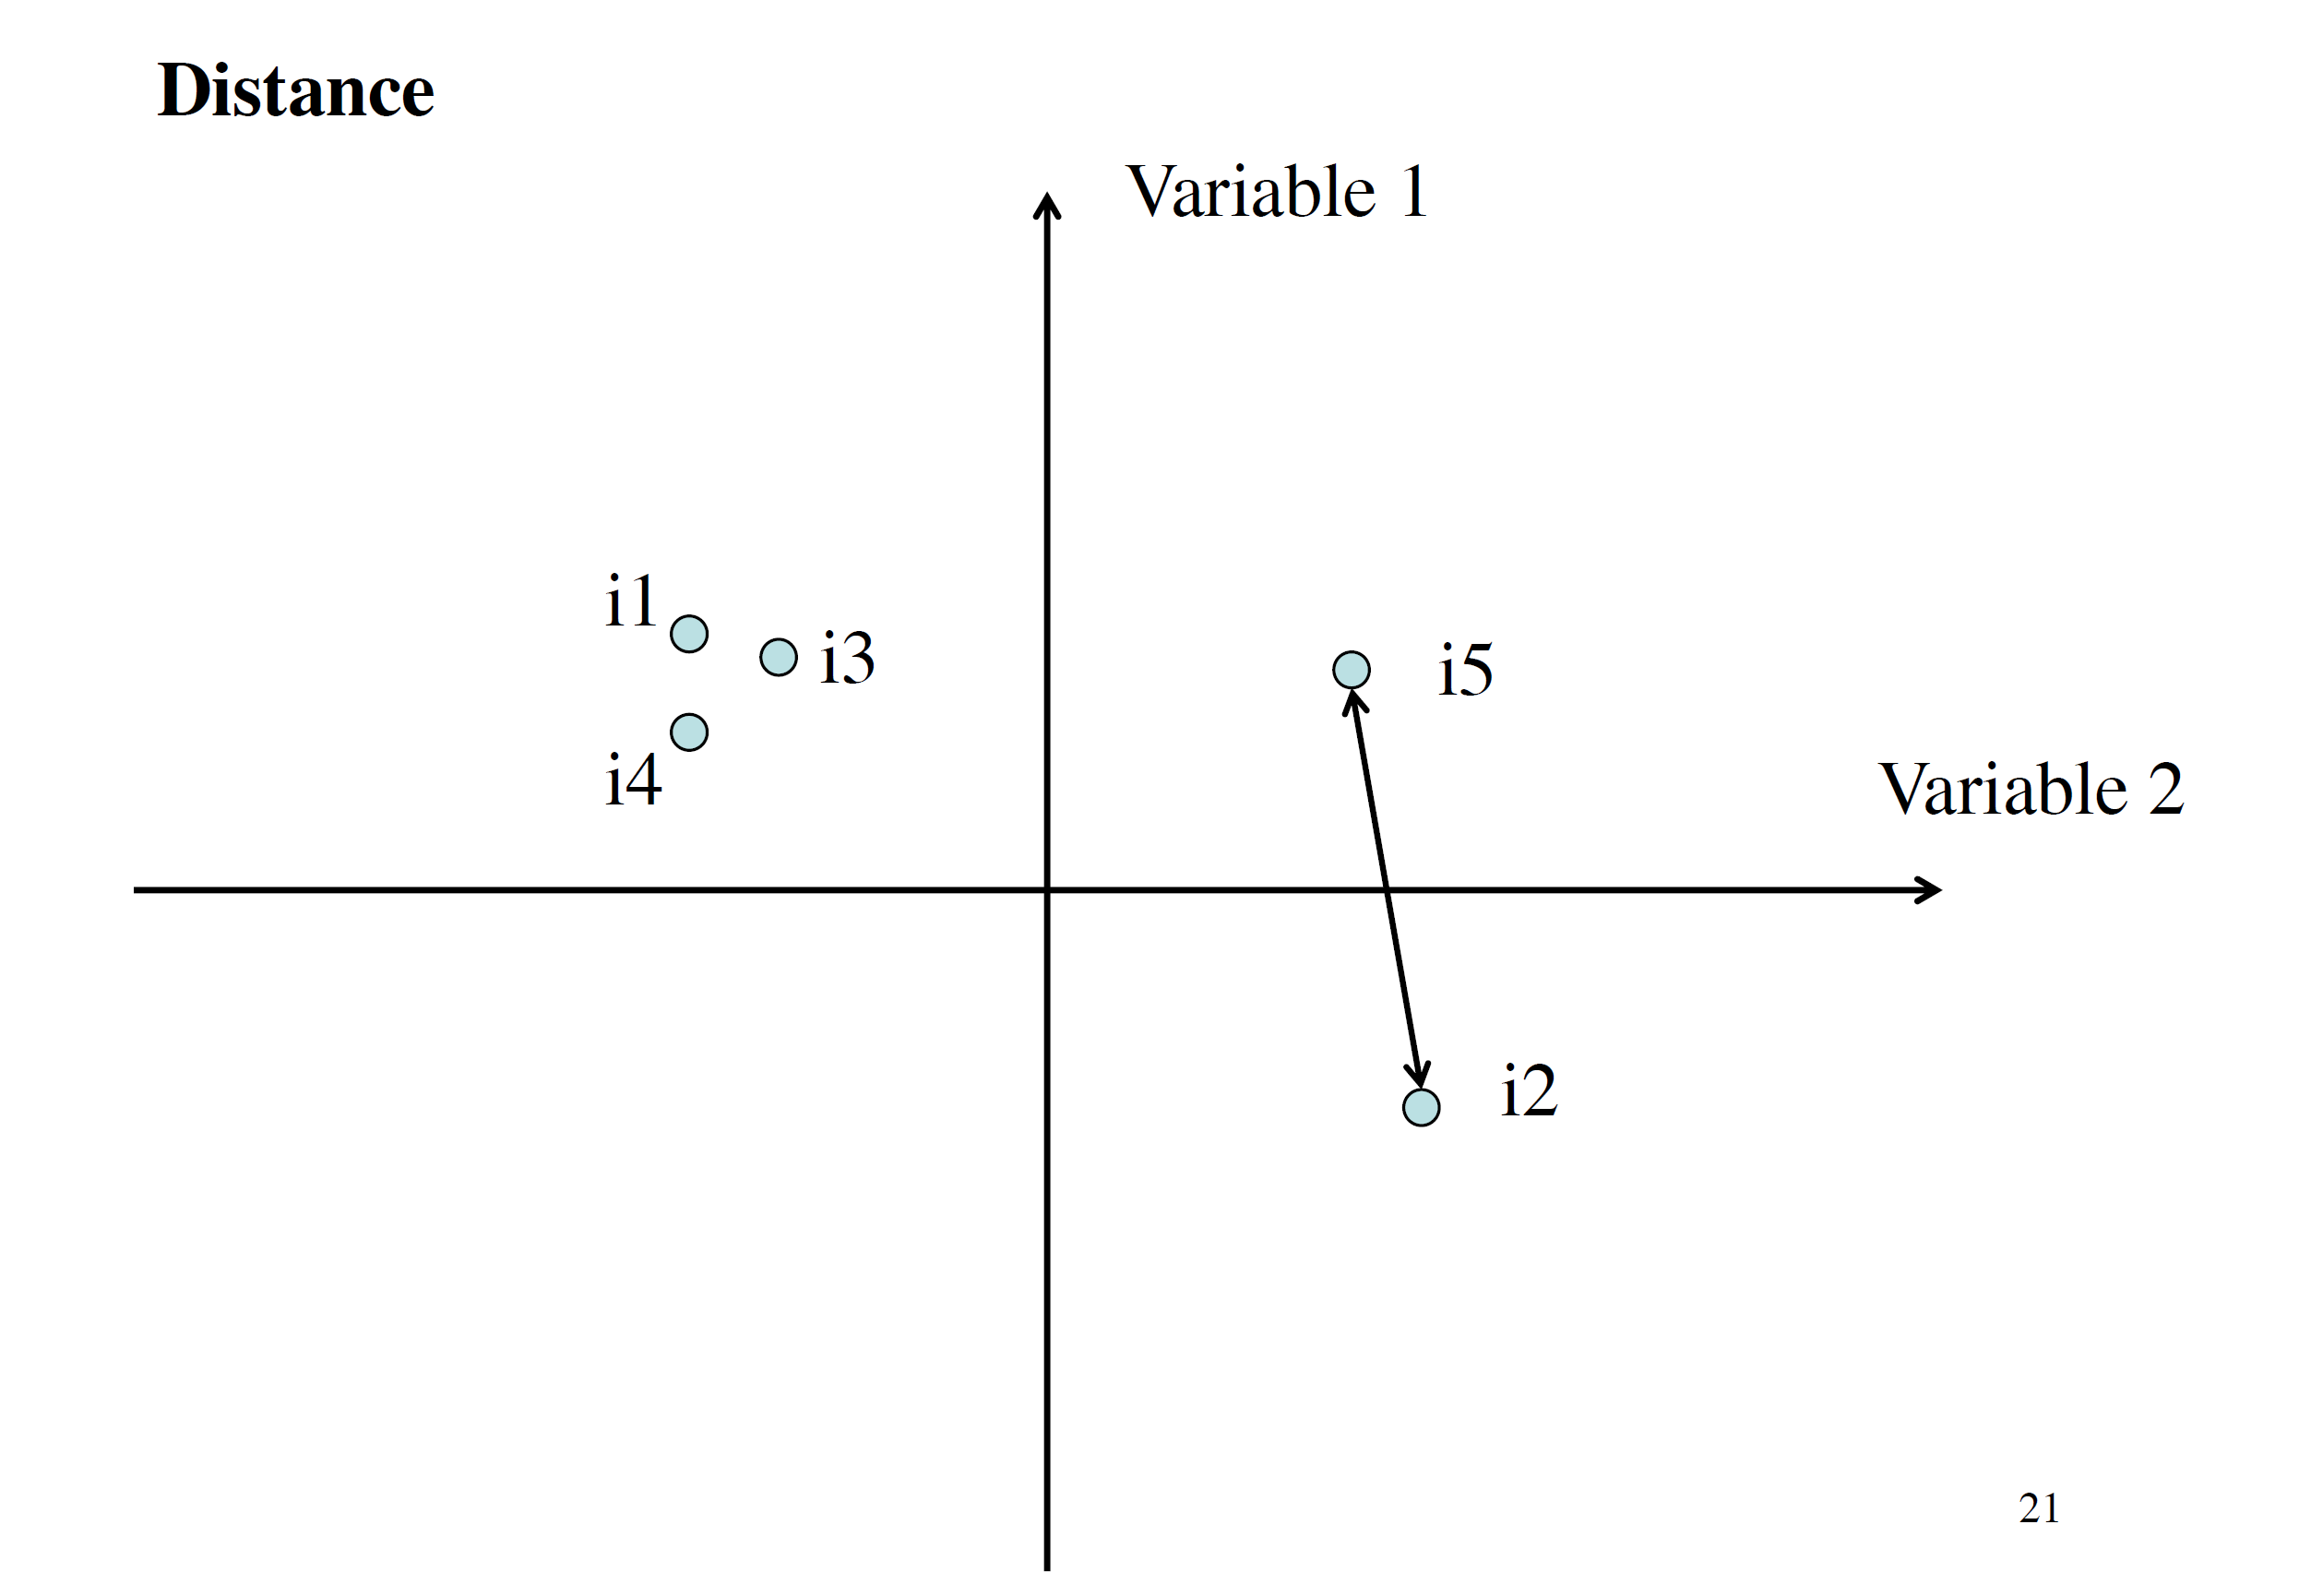 Distance
Variable 1
i1
i3
i5
i4
Variable 2
i2
21